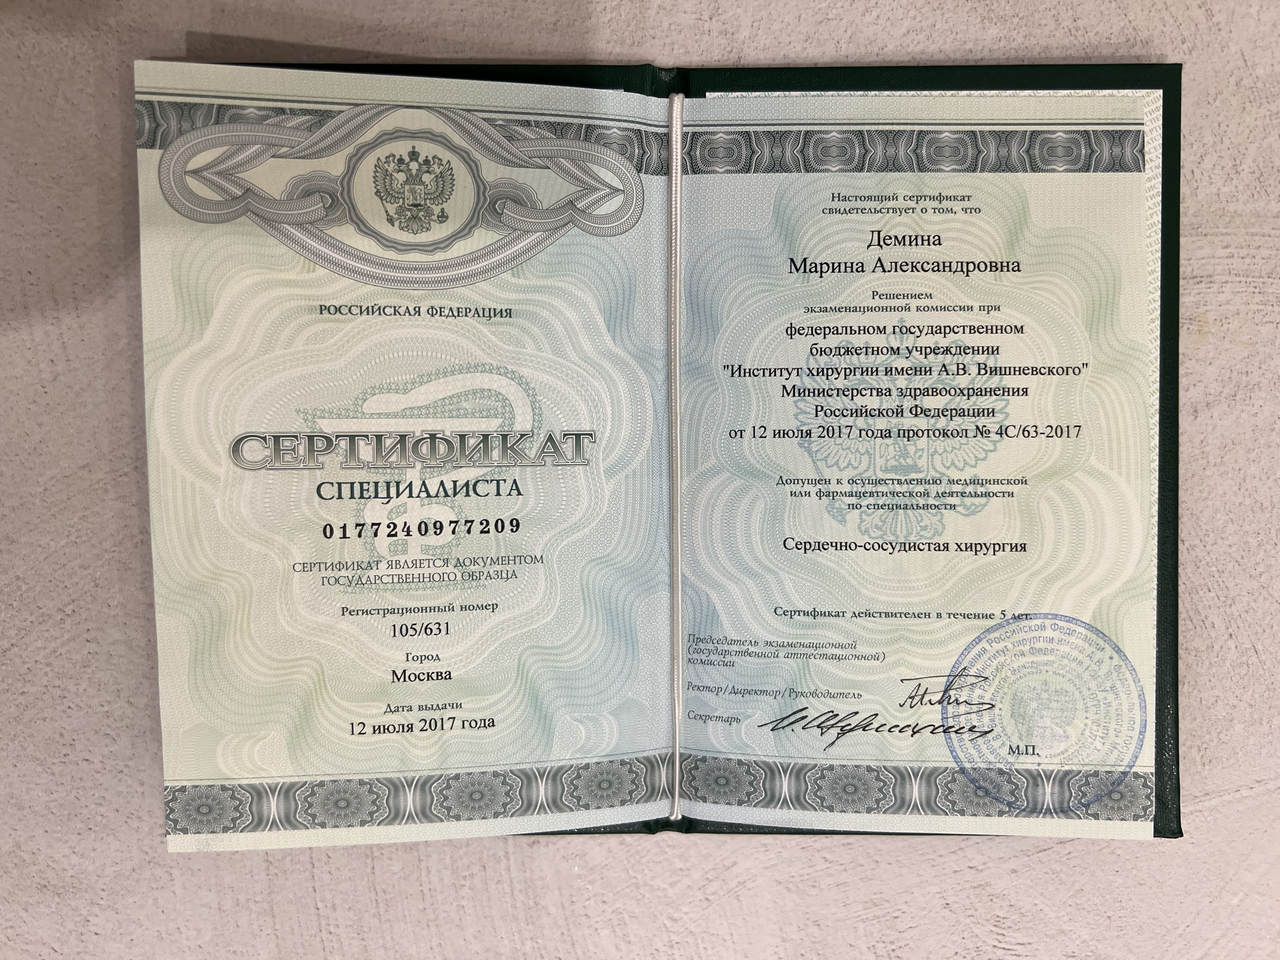 РОССИЙСКАЯ ФЕДЕРАЦИЯ
СЕРТИФИКАТ
СПЕЦИАЛИСТА
0177240977209
СЕРТИФИКАТ ЯВЛЯЕТСЯ ДОКУМЕНТОМ
ГОСУДАРСТВЕННОГО ОБРАЗЦА
Регистрационный номер
105/631
Город
Москва
Дата выдачи
12 июля 2017 года
Настоящий сертификат
свидетельствует о том, что
Демина
Марина Александровна
Решением
экзаменационной комиссии при
федеральном государственном
бюджетном учреждении
"Институт хирургии имени А.В. Вишневского"
Министерства здравоохранения
Российской Федерации
от 12 июля 2017 года протокол № 4С/63-2017
Допущен к осуществлению медицинской
или фармацевтической деятельности
по специальности
Сердечно-сосудистая хирургия
Сертификат действителен в течение 5 лет.
Председатель экзаменационной
(государственной аттестационной)
комиссии
Ректор/Директор/Руководитель
Секретарь
М.П.